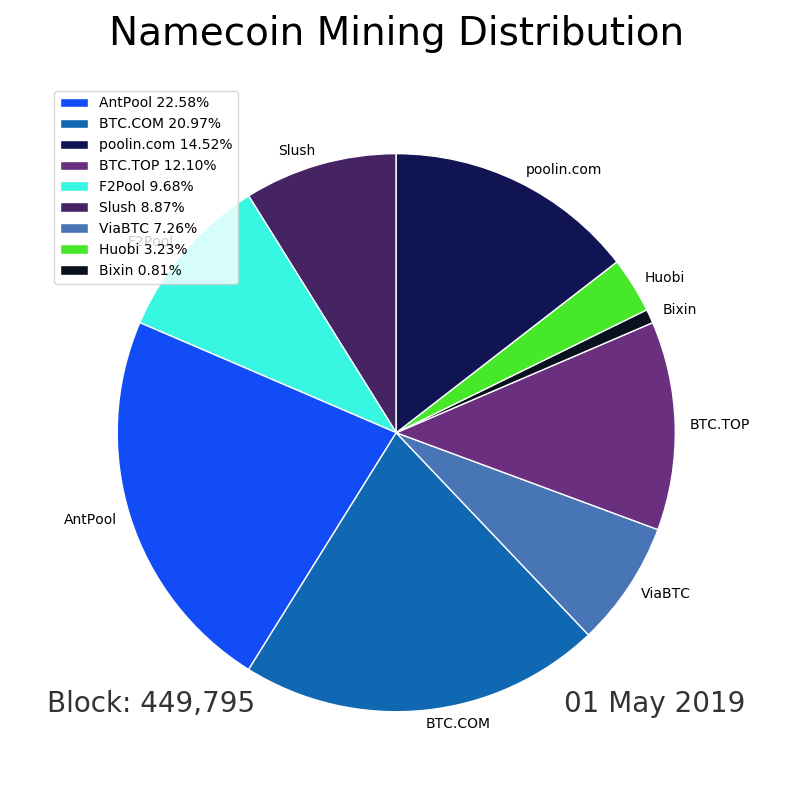 Namecoin Mining Distribution
AntPool 22.58%
BTC.COM 20.97%
poolin.com 14.52%
BTC.TOP 12.10%
F2Pool 9.68%
Slush 8.87%
ViaBTC 7.26%
Huobi 3.23%
Bixin 0.81%
Slush
poolin.com
F2Pool
Huobi
Bixin
BTC.TOP
AntPool
ViaBTC
Block: 449,795
01 May 2019
BTC.COM